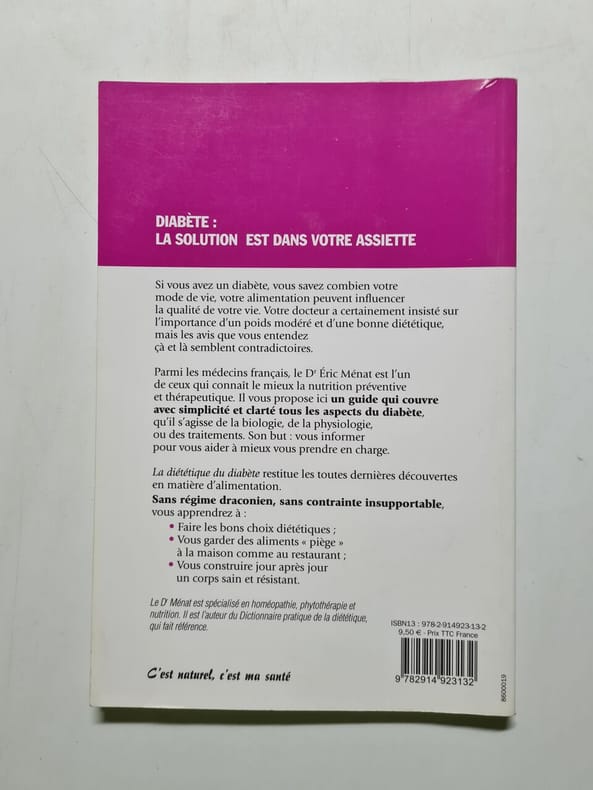 DIABÈTE :
LA SOLUTION EST DANS VOTRE ASSIETTE
Si vous avez un diabète, vous savez combien votre
mode de vie, votre alimentation peuvent influencer
la qualité de votre vie. Votre docteur a certainement insisté sur
l'importance d'un poids modéré et d'une bonne diététique,
mais les avis que vous entendez
çà et là semblent contradictoires.
Parmi les médecins français, le Dr Éric Ménat est l'un
de ceux qui connaît le mieux la nutrition préventive
et thérapeutique. Il vous propose ici un guide qui couvre
avec simplicité et clarté tous les aspects du diabète,
qu'il s'agisse de la biologie, de la physiologie,
ou des traitements. Son but : vous informer
pour vous aider à mieux vous prendre en charge.
La diététique du diabète restitue les toutes dernières découvertes
en matière d'alimentation.
Sans régime draconien, sans contrainte insupportable,
vous apprendrez à :
• Faire les bons choix diététiques ;
• Vous garder des aliments « piège »
à la maison comme au restaurant ;
• Vous construire jour après jour
un corps sain et résistant.
Le Dr Ménat est spécialisé en homéopathie, phytothérapie et
nutrition. Il est l'auteur du Dictionnaire pratique de la diététique,
qui fait référence.
C'est naturel, c'est ma santé
ISBN13 : 978-2-914923-13-2
9,50 € - Prix TTC France
9 782914 923132
8600019